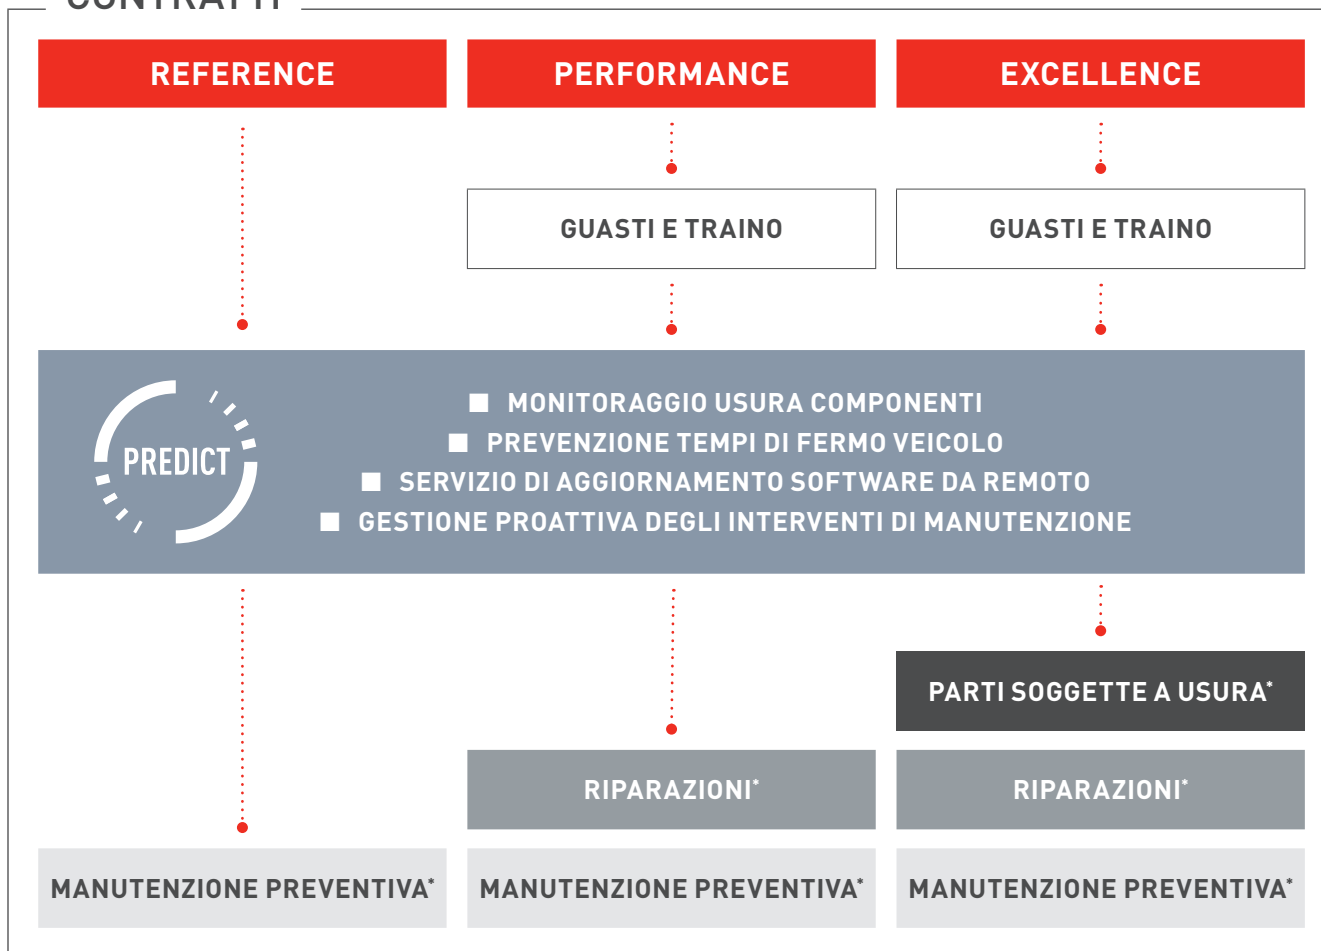 CONTRATTI
REFERENCE
PERFORMANCE
EXCELLENCE
GUASTI E TRAINO
GUASTI E TRAINO
PREDICT
■ MONITORAGGIO USURA COMPONENTI
■ PREVENZIONE TEMPI DI FERMO VEICOLO
■ SERVIZIO DI AGGIORNAMENTO SOFTWARE DA REMOTO
■ GESTIONE PROATTIVA DEGLI INTERVENTI DI MANUTENZIONE
PARTI SOGGETTE A USURA*
RIPARAZIONI*
RIPARAZIONI*
MANUTENZIONE PREVENTIVA*
MANUTENZIONE PREVENTIVA*
MANUTENZIONE PREVENTIVA*